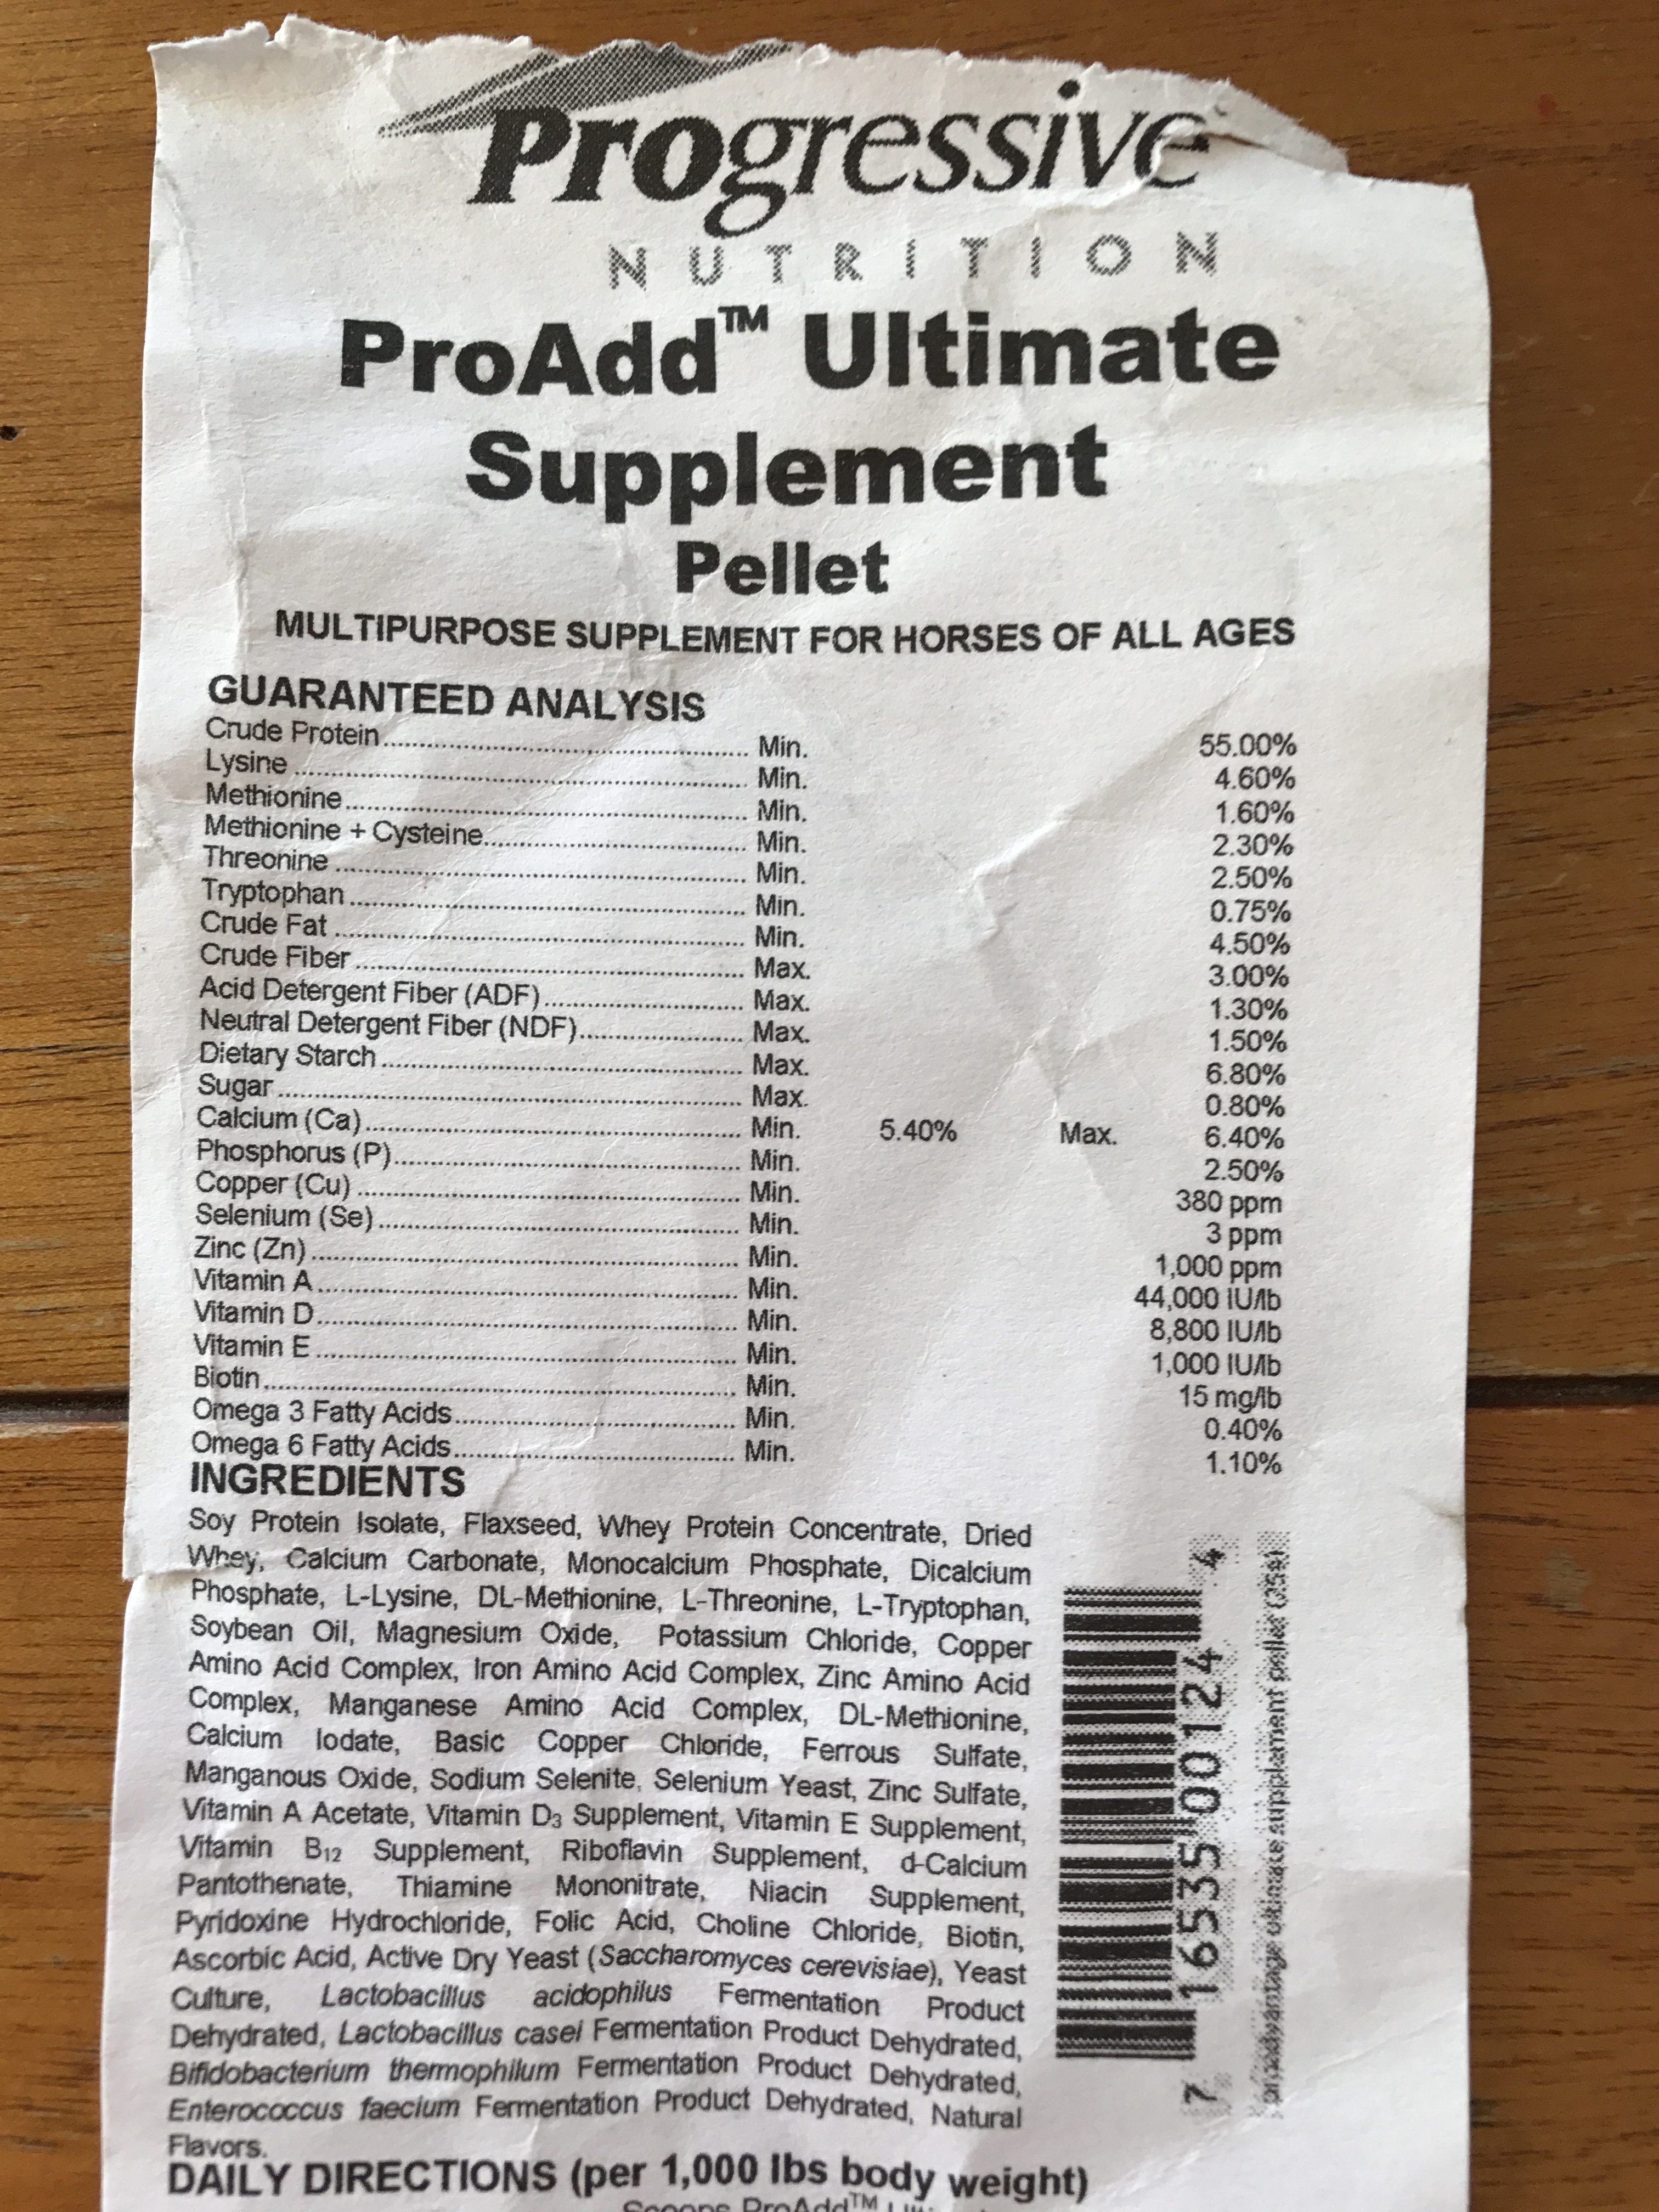 Progressive
NUTRITION
ProAdd™ Ultimate
Supplement
Pellet
MULTIPURPOSE SUPPLEMENT FOR HORSES OF ALL AGES
GUARANTEED ANALYSIS
Crude Protein.......... Min. 55.00%
Lysine.......... Min. 4.60%
Methionine.......... Min. 1.60%
Methionine + Cysteine.......... Min. 2.30%
Threonine.......... Min. 2.50%
Tryptophan.......... Min. 0.75%
Crude Fat.......... Min. 4.50%
Crude Fiber.......... Max. 3.00%
Acid Detergent Fiber (ADF).......... Max. 1.30%
Neutral Detergent Fiber (NDF).......... Max. 1.50%
Dietary Starch.......... Max. 6.80%
Sugar.......... Max. 0.80%
Calcium (Ca).......... Min. 5.40% Max. 6.40%
Phosphorus (P).......... Min. 2.50%
Copper (Cu).......... Min. 380 ppm
Selenium (Se).......... Min. 3 ppm
Zinc (Zn).......... Min. 1,000 ppm
Vitamin A.......... Min. 44,000 IU/lb
Vitamin D.......... Min. 8,800 IU/lb
Vitamin E.......... Min. 1,000 IU/lb
Biotin.......... Min. 15 mg/lb
Omega 3 Fatty Acids.......... Min. 0.40%
Omega 6 Fatty Acids.......... Min. 1.10%
INGREDIENTS
Soy Protein Isolate, Flaxseed, Whey Protein Concentrate, Dried
Whey, Calcium Carbonate, Monocalcium Phosphate, Dicalcium
Phosphate, L-Lysine, DL-Methionine, L-Threonine, L-Tryptophan,
Soybean Oil, Magnesium Oxide, Potassium Chloride, Copper
Amino Acid Complex, Iron Amino Acid Complex, Zinc Amino Acid
Complex, Manganese Amino Acid Complex, DL-Methionine,
Calcium Iodate, Basic Copper Chloride, Ferrous Sulfate,
Manganous Oxide, Sodium Selenite, Selenium Yeast, Zinc Sulfate,
Vitamin A Acetate, Vitamin D3 Supplement, Vitamin E Supplement,
Vitamin B12 Supplement, Riboflavin Supplement, d-Calcium
Pantothenate, Thiamine Mononitrate, Niacin Supplement,
Pyridoxine Hydrochloride, Folic Acid, Choline Chloride, Biotin,
Ascorbic Acid, Active Dry Yeast (Saccharomyces cerevisiae), Yeast
Culture, Lactobacillus acidophilus Fermentation Product
Dehydrated, Lactobacillus casei Fermentation Product Dehydrated,
Bifidobacterium thermophilum Fermentation Product Dehydrated,
Enterococcus faecium Fermentation Product Dehydrated, Natural
Flavors.
7 16535 00124 4
proadvantage ultimate supplement pellet (35#)
DAILY DIRECTIONS (per 1,000 lbs body weight)
Scoops ProAdd™